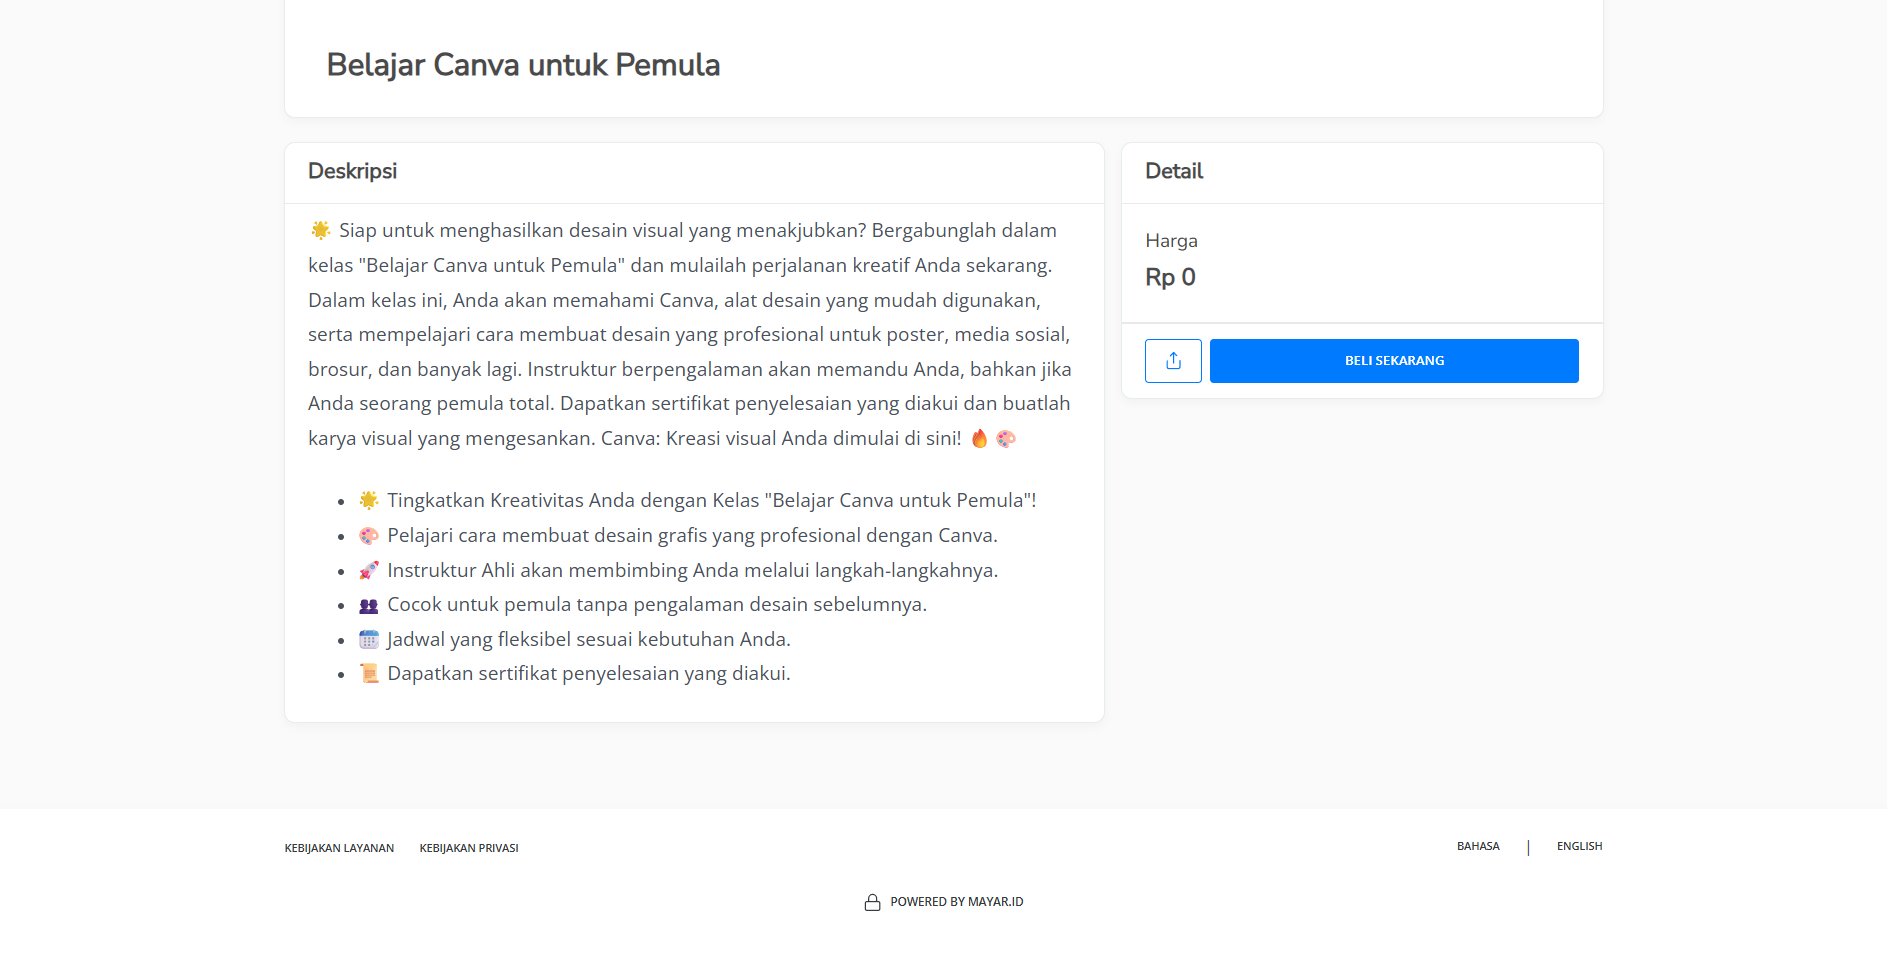 Belajar Canva untuk Pemula
Deskripsi
🌟 Siap untuk menghasilkan desain visual yang menakjubkan? Bergabunglah dalam
kelas "Belajar Canva untuk Pemula" dan mulailah perjalanan kreatif Anda sekarang.
Dalam kelas ini, Anda akan memahami Canva, alat desain yang mudah digunakan,
serta mempelajari cara membuat desain yang profesional untuk poster, media sosial,
brosur, dan banyak lagi. Instruktur berpengalaman akan memandu Anda, bahkan jika
Anda seorang pemula total. Dapatkan sertifikat penyelesaian yang diakui dan buatlah
karya visual yang mengesankan. Canva: Kreasi visual Anda dimulai di sini! 🔥 🎨
• 🌟 Tingkatkan Kreativitas Anda dengan Kelas "Belajar Canva untuk Pemula"!
• 🎨 Pelajari cara membuat desain grafis yang profesional dengan Canva.
• 🚀 Instruktur Ahli akan membimbing Anda melalui langkah-langkahnya.
• 👥 Cocok untuk pemula tanpa pengalaman desain sebelumnya.
• 🗓️ Jadwal yang fleksibel sesuai kebutuhan Anda.
• 📜 Dapatkan sertifikat penyelesaian yang diakui.
Detail
Harga
Rp 0
BELI SEKARANG
KEBIJAKAN LAYANAN KEBIJAKAN PRIVASI
BAHASA | ENGLISH
POWERED BY MAYAR.ID